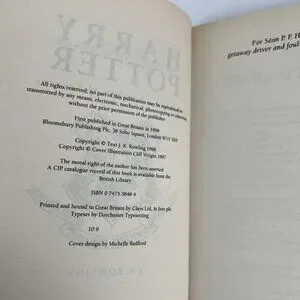 HARRY
POTTER
All rights reserved; no part of this publication may be reproduced or
transmitted by any means, electronic, mechanical, photocopying or otherwise,
without the prior permission of the publisher
First published in Great Britain in 1998
Bloomsbury Publishing Plc, 38 Soho Square, London W1V 5DF
Copyright © Text J. K. Rowling 1998
Copyright © Cover Illustration Cliff Wright 1997
The moral right of the author has been asserted
A CIP catalogue record of this book is available from the
British Library
ISBN 0 7475 3848 4
Printed and bound in Great Britain by Clays Ltd, St Ives plc
Typeset by Dorchester Typesetting
10 9
Cover design by Michelle Radford
J.K. ROWLING
For Seán P. F. H
getaway driver and foul